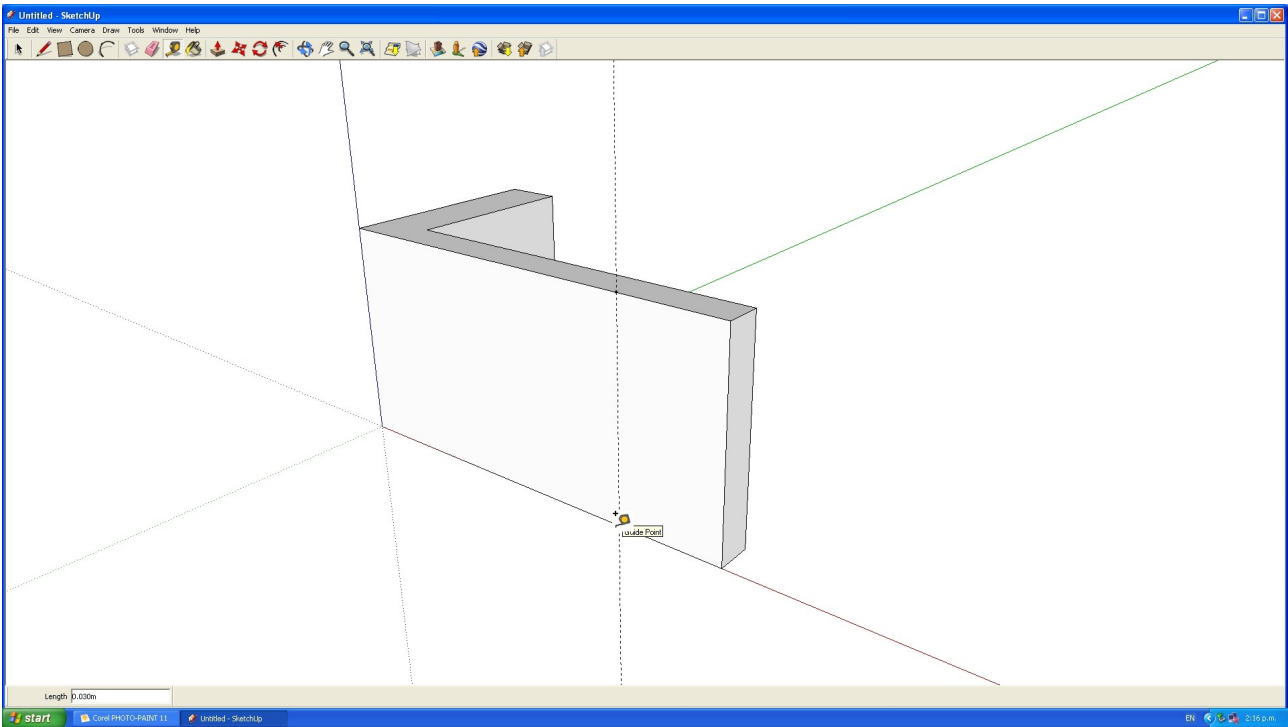 Untitled - SketchUp
File Edit View Camera Draw Tools Window Help
Guide Point
Length 0.030m
start Corel PHOTO-PAINT 11 Untitled - SketchUp EN 2:16 p.m.